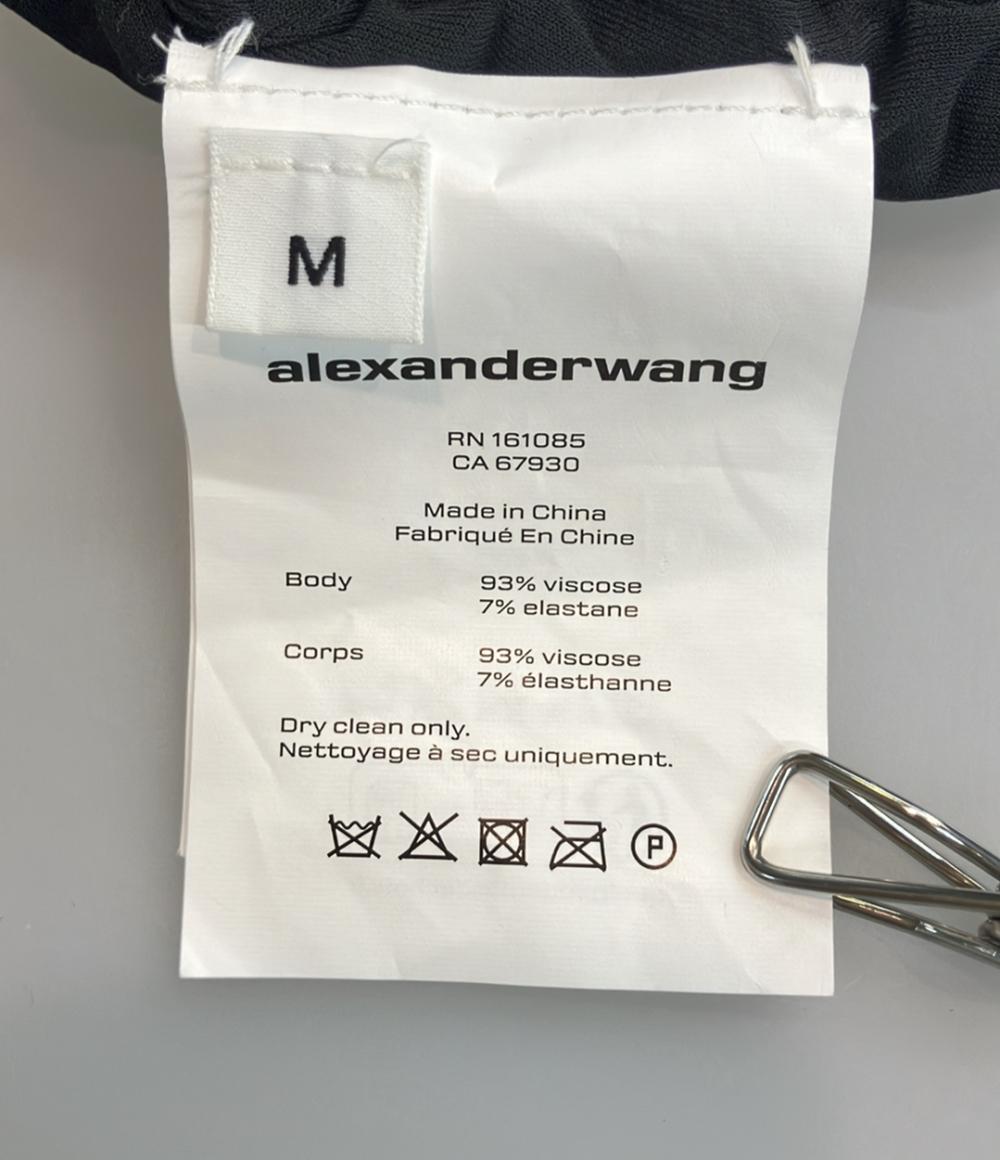 M
alexanderwang
RN 161085
CA 67930
Made in China
Fabriqué En Chine
Body 93% viscose
7% elastane
Corps 93% viscose
7% élasthanne
Dry clean only.
Nettoyage à sec uniquement.
P